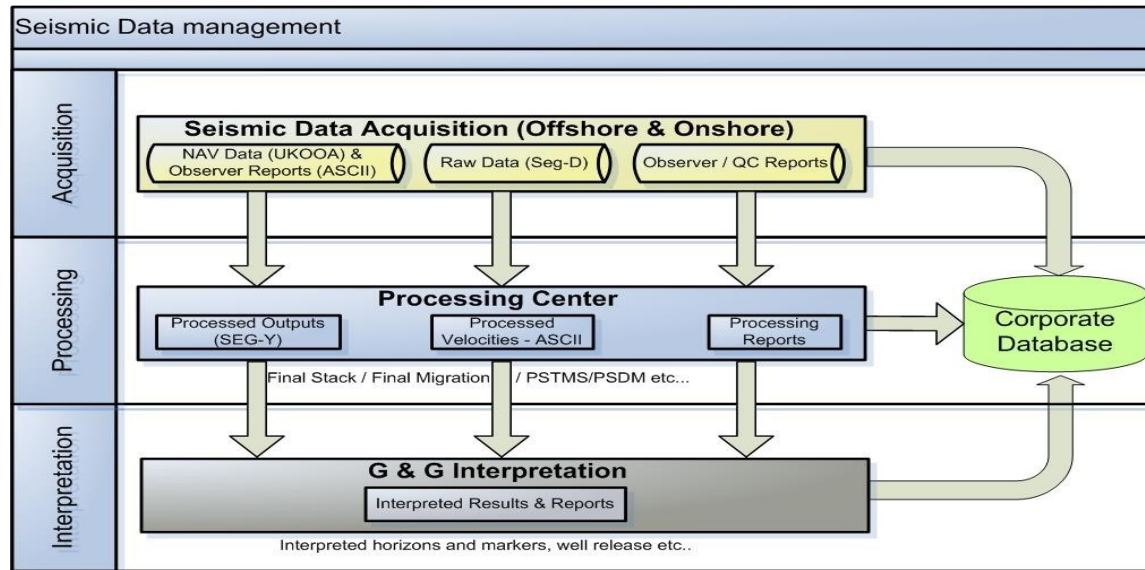 Seismic Data management
Acquisition
Seismic Data Acquisition (Offshore & Onshore)
NAV Data (UKOOA) &
Observer Reports (ASCII)
Raw Data (Seg-D)
Observer / QC Reports
Processing
Processing Center
Processed Outputs
(SEG-Y)
Processed
Velocities - ASCII
Processing
Reports
Final Stack / Final Migration / PSTMS/PSDM etc...
Corporate
Database
Interpretation
G & G Interpretation
Interpreted Results & Reports
Interpreted horizons and markers, well release etc..